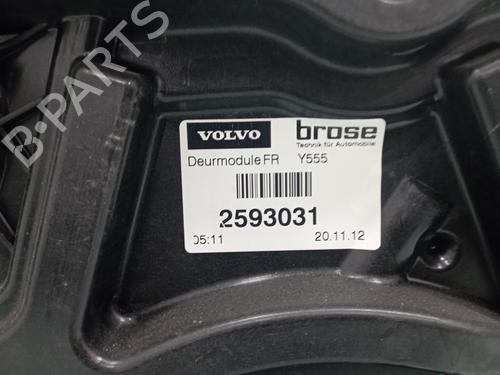 B-PARTS
VOLVO
brose
Technik für Automobile
Deurmodule FR Y555
2593031
05:11 20.11.12